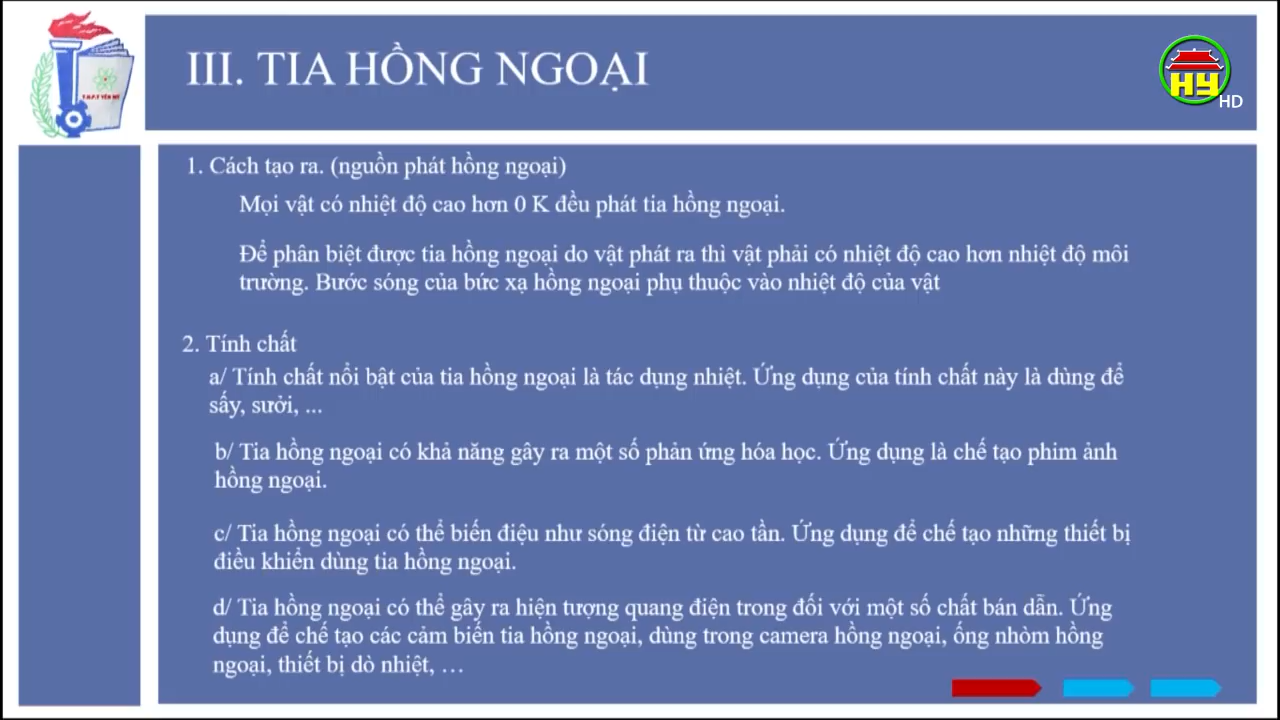 III. TIA HỒNG NGOẠI
HY
HD
1. Cách tạo ra. (nguồn phát hồng ngoại)
Mọi vật có nhiệt độ cao hơn 0 K đều phát tia hồng ngoại.
Để phân biệt được tia hồng ngoại do vật phát ra thì vật phải có nhiệt độ cao hơn nhiệt độ môi
trường. Bước sóng của bức xạ hồng ngoại phụ thuộc vào nhiệt độ của vật
2. Tính chất
a/ Tính chất nổi bật của tia hồng ngoại là tác dụng nhiệt. Ứng dụng của tính chất này là dùng để
sấy, sưởi, ...
b/ Tia hồng ngoại có khả năng gây ra một số phản ứng hóa học. Ứng dụng là chế tạo phim ảnh
hồng ngoại.
c/ Tia hồng ngoại có thể biến điệu như sóng điện từ cao tần. Ứng dụng để chế tạo những thiết bị
điều khiển dùng tia hồng ngoại.
d/ Tia hồng ngoại có thể gây ra hiện tượng quang điện trong đối với một số chất bán dẫn. Ứng
dụng để chế tạo các cảm biến tia hồng ngoại, dùng trong camera hồng ngoại, ống nhòm hồng
ngoại, thiết bị dò nhiệt, …